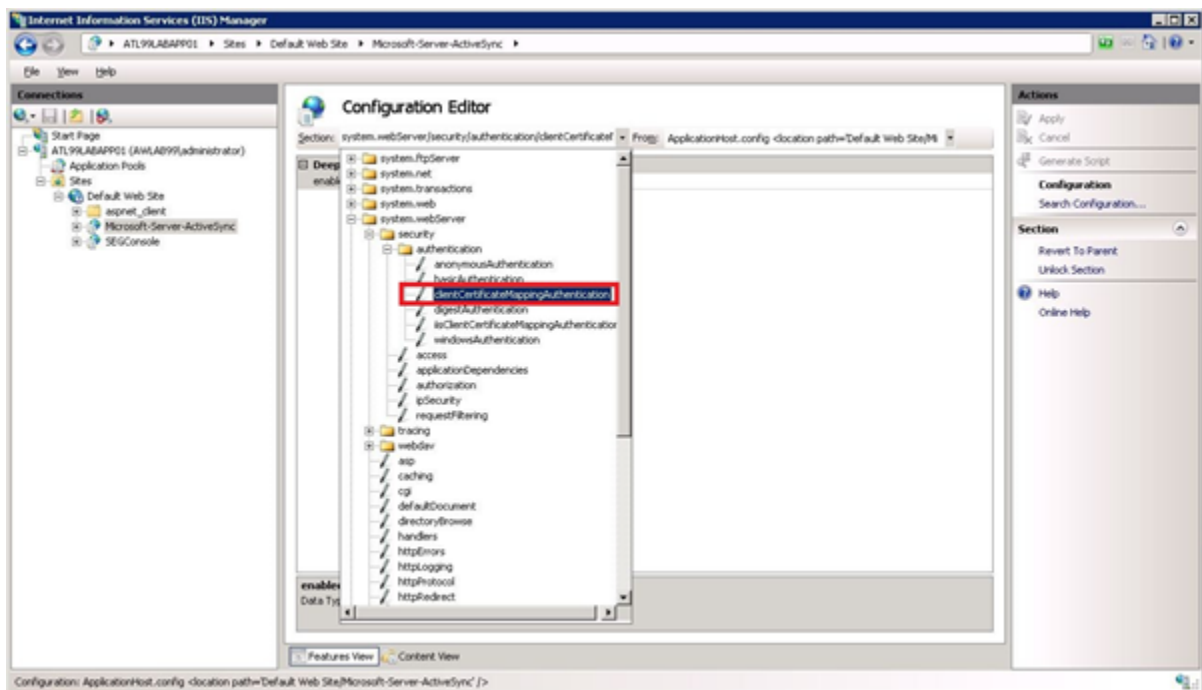 Internet Information Services (IIS) Manager
ATL99LABAPP01 Sites Default Web Site Microsoft-Server-ActiveSync
File View Help
Connections
Start Page
ATL99LABAPP01 (AWLAB99\administrator)
Application Pools
Sites
Default Web Site
aspnet_client
Microsoft-Server-ActiveSync
SEGConsole
Configuration Editor
Section: system.webServer/security/authentication/clientCertificateM From: ApplicationHost.config <location path='Default Web Site/Mi
Deep
enabl
system.ftpServer
system.net
system.transactions
system.web
system.webServer
security
authentication
anonymousAuthentication
basicAuthentication
clientCertificateMappingAuthentication
digestAuthentication
iisClientCertificateMappingAuthentication
windowsAuthentication
access
applicationDependencies
authorization
ipSecurity
requestFiltering
tracing
webdav
asp
caching
cgi
defaultDocument
directoryBrowse
handlers
httpErrors
httpLogging
httpProtocol
httpRedirect
enabled
Data Typ
Features View Content View
Actions
Apply
Cancel
Generate Script
Configuration
Search Configuration...
Section
Revert To Parent
Unlock Section
Help
Online Help
Configuration: ApplicationHost.config <location path='Default Web Site/Microsoft-Server-ActiveSync' />